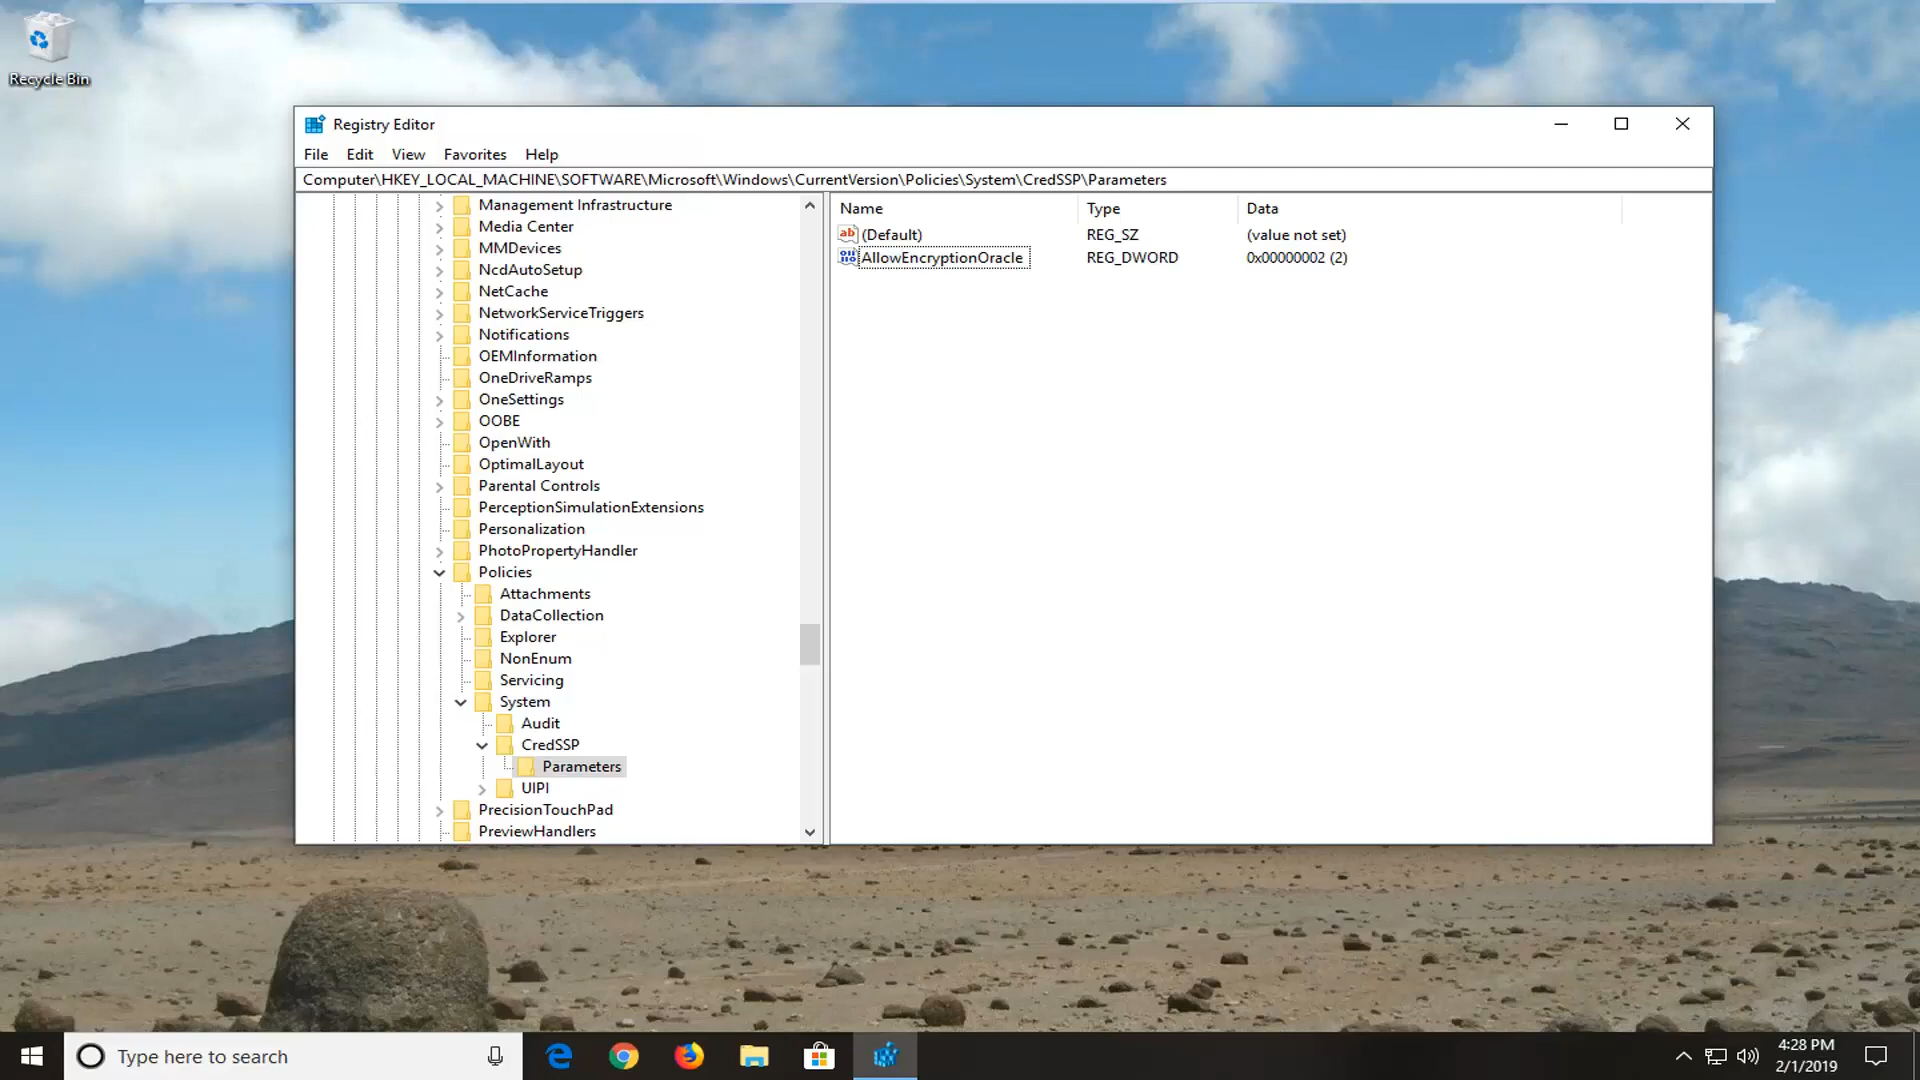 Recycle Bin
Registry Editor
File Edit View Favorites Help
Computer\HKEY_LOCAL_MACHINE\SOFTWARE\Microsoft\Windows\CurrentVersion\Policies\System\CredSSP\Parameters
Management Infrastructure
Media Center
MMDevices
NcdAutoSetup
NetCache
NetworkServiceTriggers
Notifications
OEMInformation
OneDriveRamps
OneSettings
OOBE
OpenWith
OptimalLayout
Parental Controls
PerceptionSimulationExtensions
Personalization
PhotoPropertyHandler
Policies
Attachments
DataCollection
Explorer
NonEnum
Servicing
System
Audit
CredSSP
Parameters
UIPI
PrecisionTouchPad
PreviewHandlers
Name Type Data
(Default) REG_SZ (value not set)
AllowEncryptionOracle REG_DWORD 0x00000002 (2)
Type here to search
4:28 PM
2/1/2019